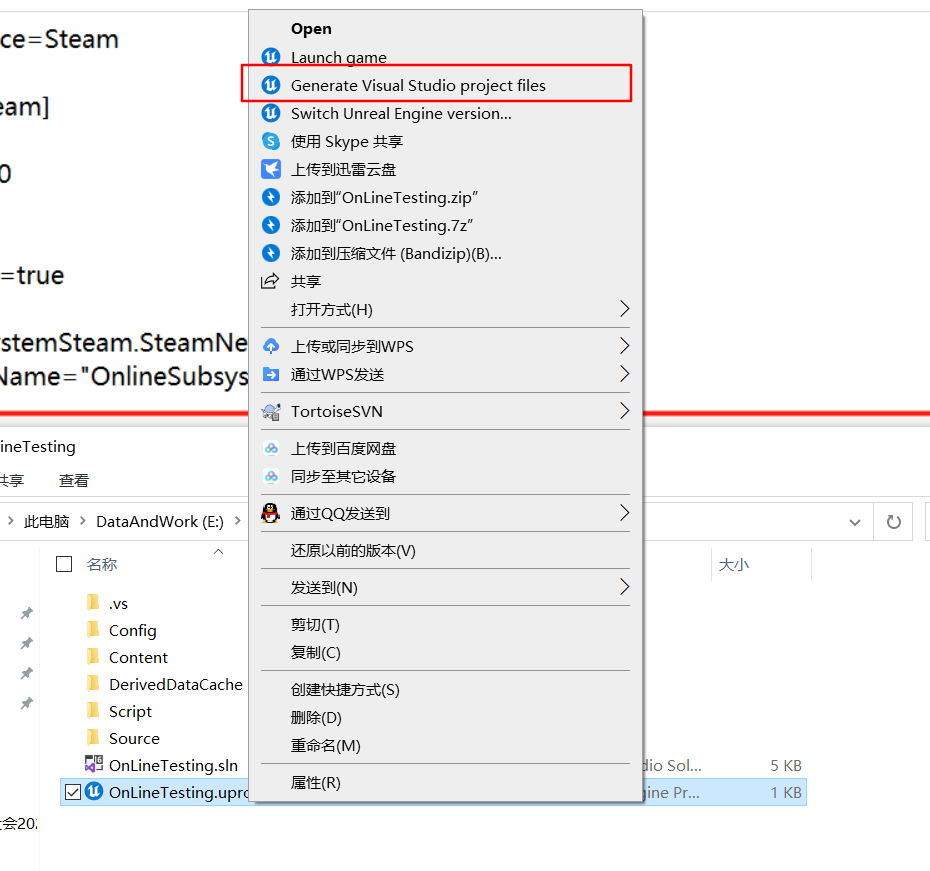 ce=Steam
eam]
0
=true
stemSteam.SteamNe
Name="OnlineSubsys
Open
Launch game
Generate Visual Studio project files
Switch Unreal Engine version...
使用 Skype 共享
上传到迅雷云盘
添加到“OnLineTesting.zip”
添加到“OnLineTesting.7z”
添加到压缩文件 (Bandizip)(B)...
共享
打开方式(H)
上传或同步到WPS
通过WPS发送
TortoiseSVN
上传到百度网盘
同步至其它设备
通过QQ发送到
还原以前的版本(V)
发送到(N)
剪切(T)
复制(C)
创建快捷方式(S)
删除(D)
重命名(M)
属性(R)
ineTesting
共享 查看
此电脑 DataAndWork (E:)
名称 大小
.vs
Config
Content
DerivedDataCache
Script
Source
OnLineTesting.sln dio Sol... 5 KB
OnLineTesting.upro gine Pr... 1 KB
会202